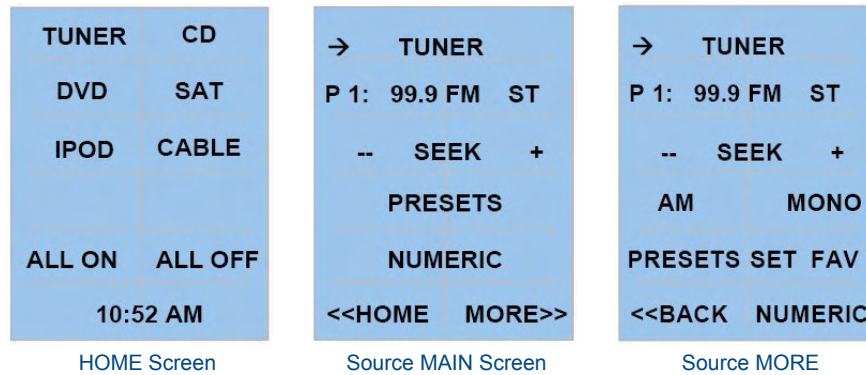 TUNER CD
DVD SAT
IPOD CABLE
ALL ON ALL OFF
10:52 AM
HOME Screen
→ TUNER
P 1: 99.9 FM ST
-- SEEK +
PRESETS
NUMERIC
<<HOME MORE>>
Source MAIN Screen
→ TUNER
P 1: 99.9 FM ST
-- SEEK +
AM MONO
PRESETS SET FAV
<<BACK NUMERIC
Source MORE